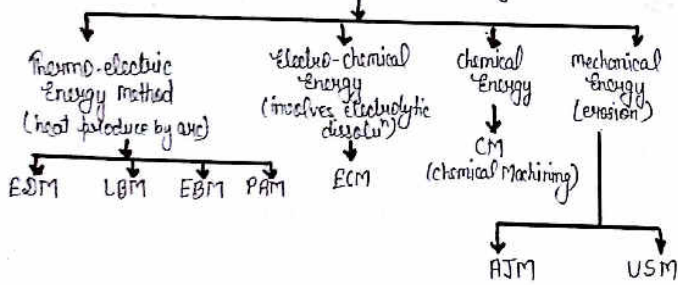 Thermo-electric
Energy Method
(heat produce by arc)
EDM LBM EBM PAM
Electro-chemical
Energy
(involves electrolytic
dissoluⁿ)
ECM
chemical
Energy
CM
(chemical Machining)
mechanical
Energy
(erosion)
AJM USM